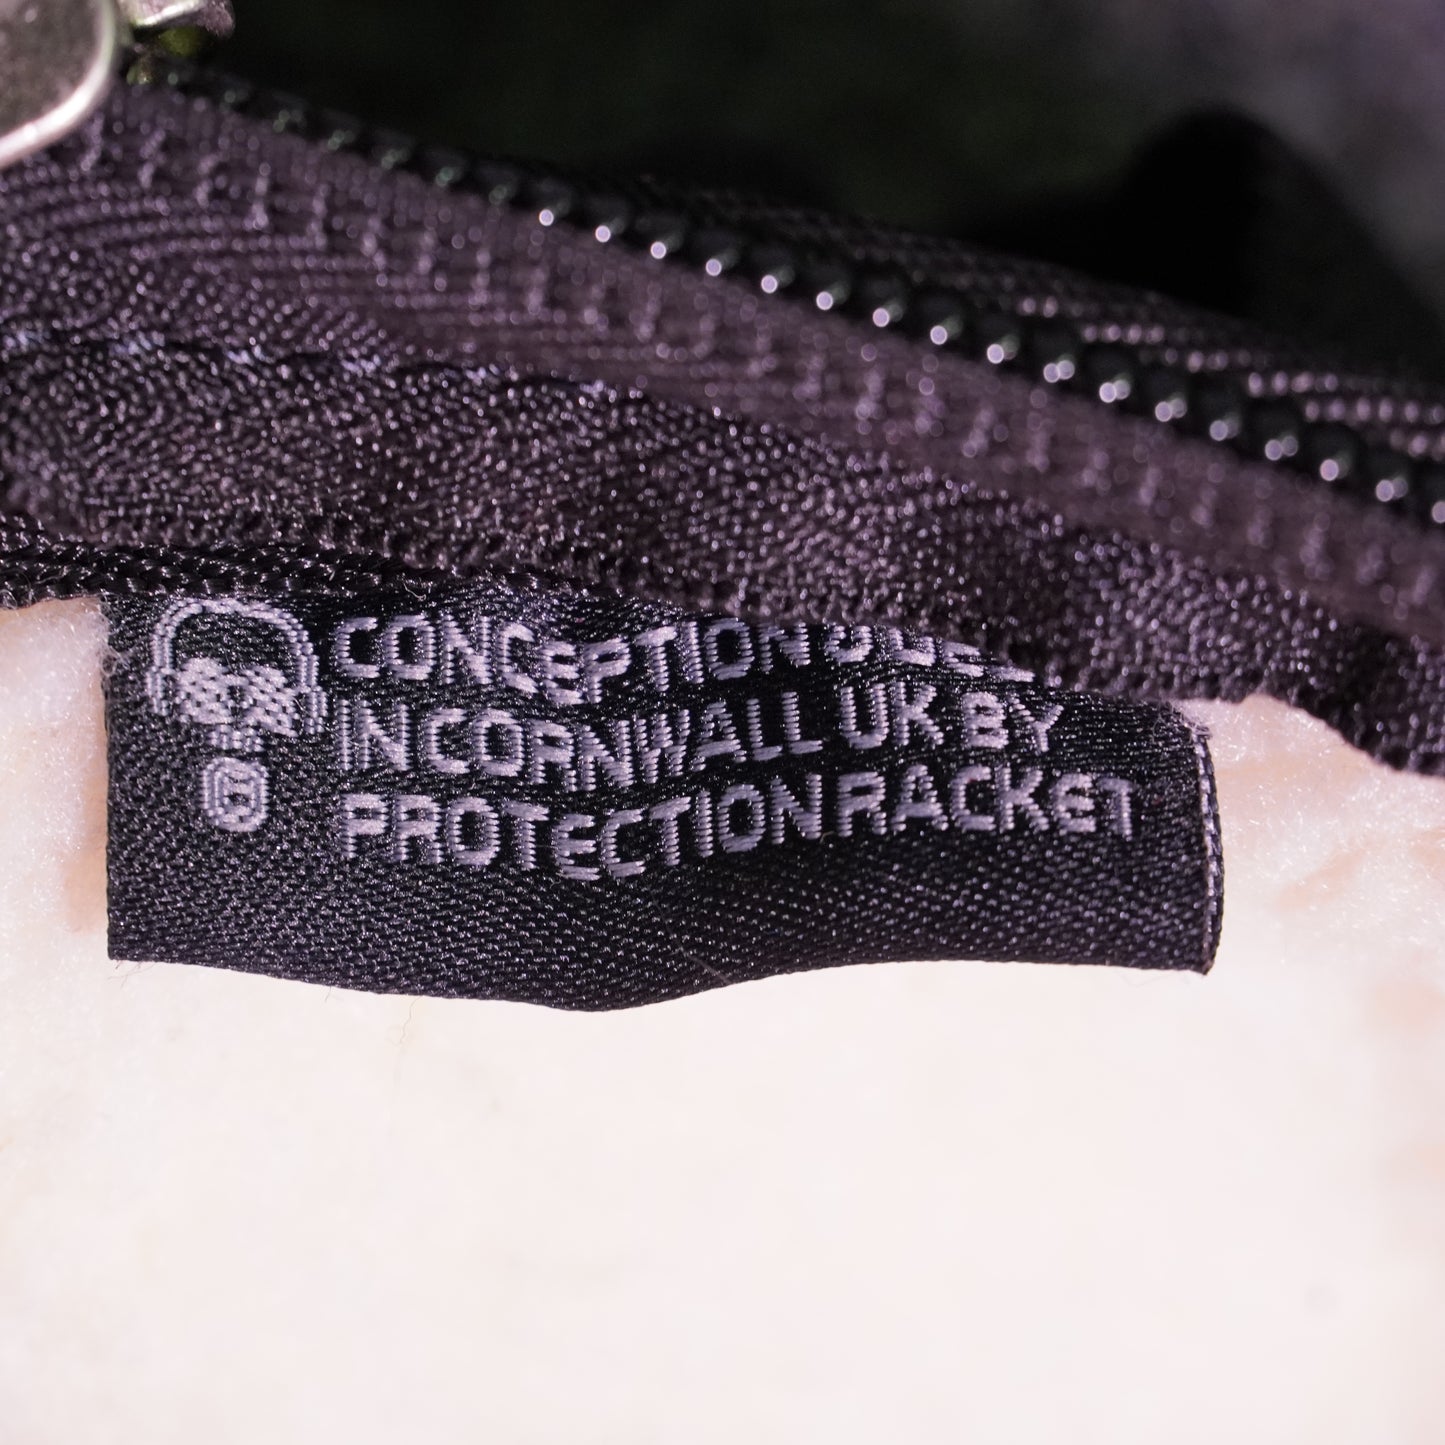 CONCEPTION &
IN CORNWALL UK BY
PROTECTION RACKET
®